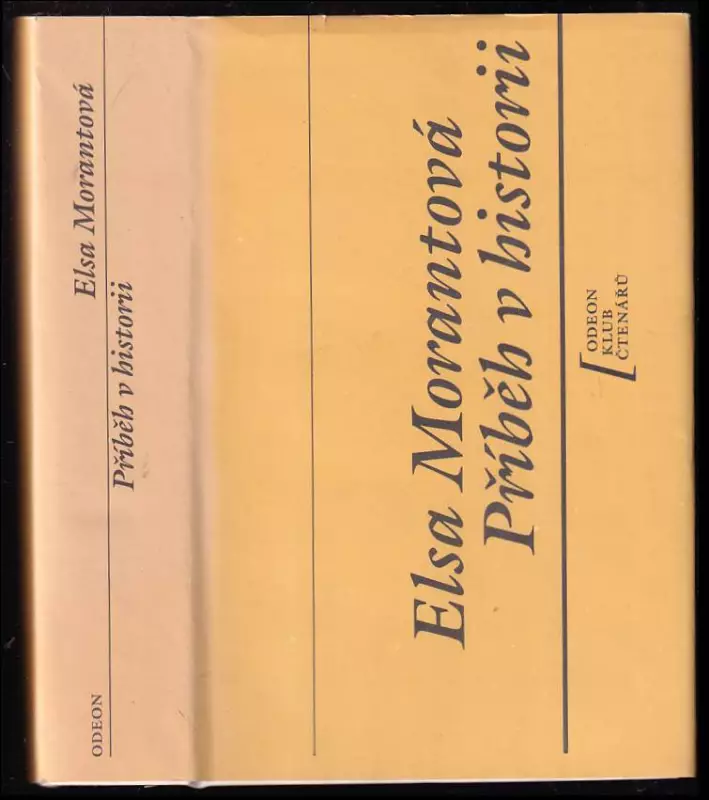 Elsa Morantová
Příběh v historii
ODEON
Elsa Morantová
Příběh v historii
ODEON
KLUB
ČTENÁŘŮ